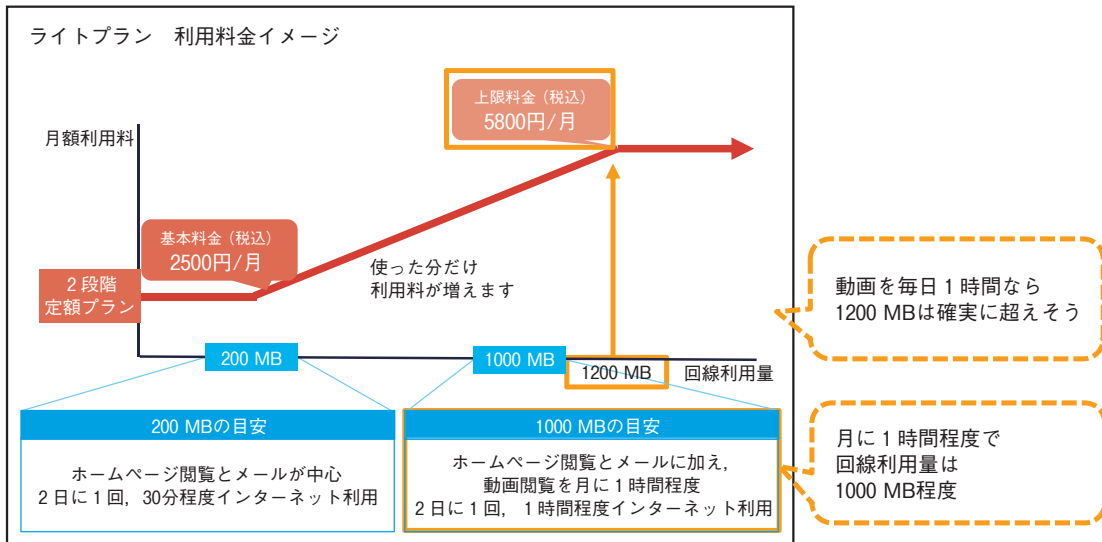 ライトプラン　利用料金イメージ
上限料金（税込）
5800円/月
月額利用料
基本料金（税込）
2500円/月
２段階
定額プラン
使った分だけ
利用料が増えます
200 MB
1000 MB
1200 MB
回線利用量
200 MBの目安
ホームページ閲覧とメールが中心
２日に１回，30分程度インターネット利用
1000 MBの目安
ホームページ閲覧とメールに加え，
動画閲覧を月に１時間程度
２日に１回，１時間程度インターネット利用
動画を毎日１時間なら
1200 MBは確実に超えそう
月に１時間程度で
回線利用量は
1000 MB程度